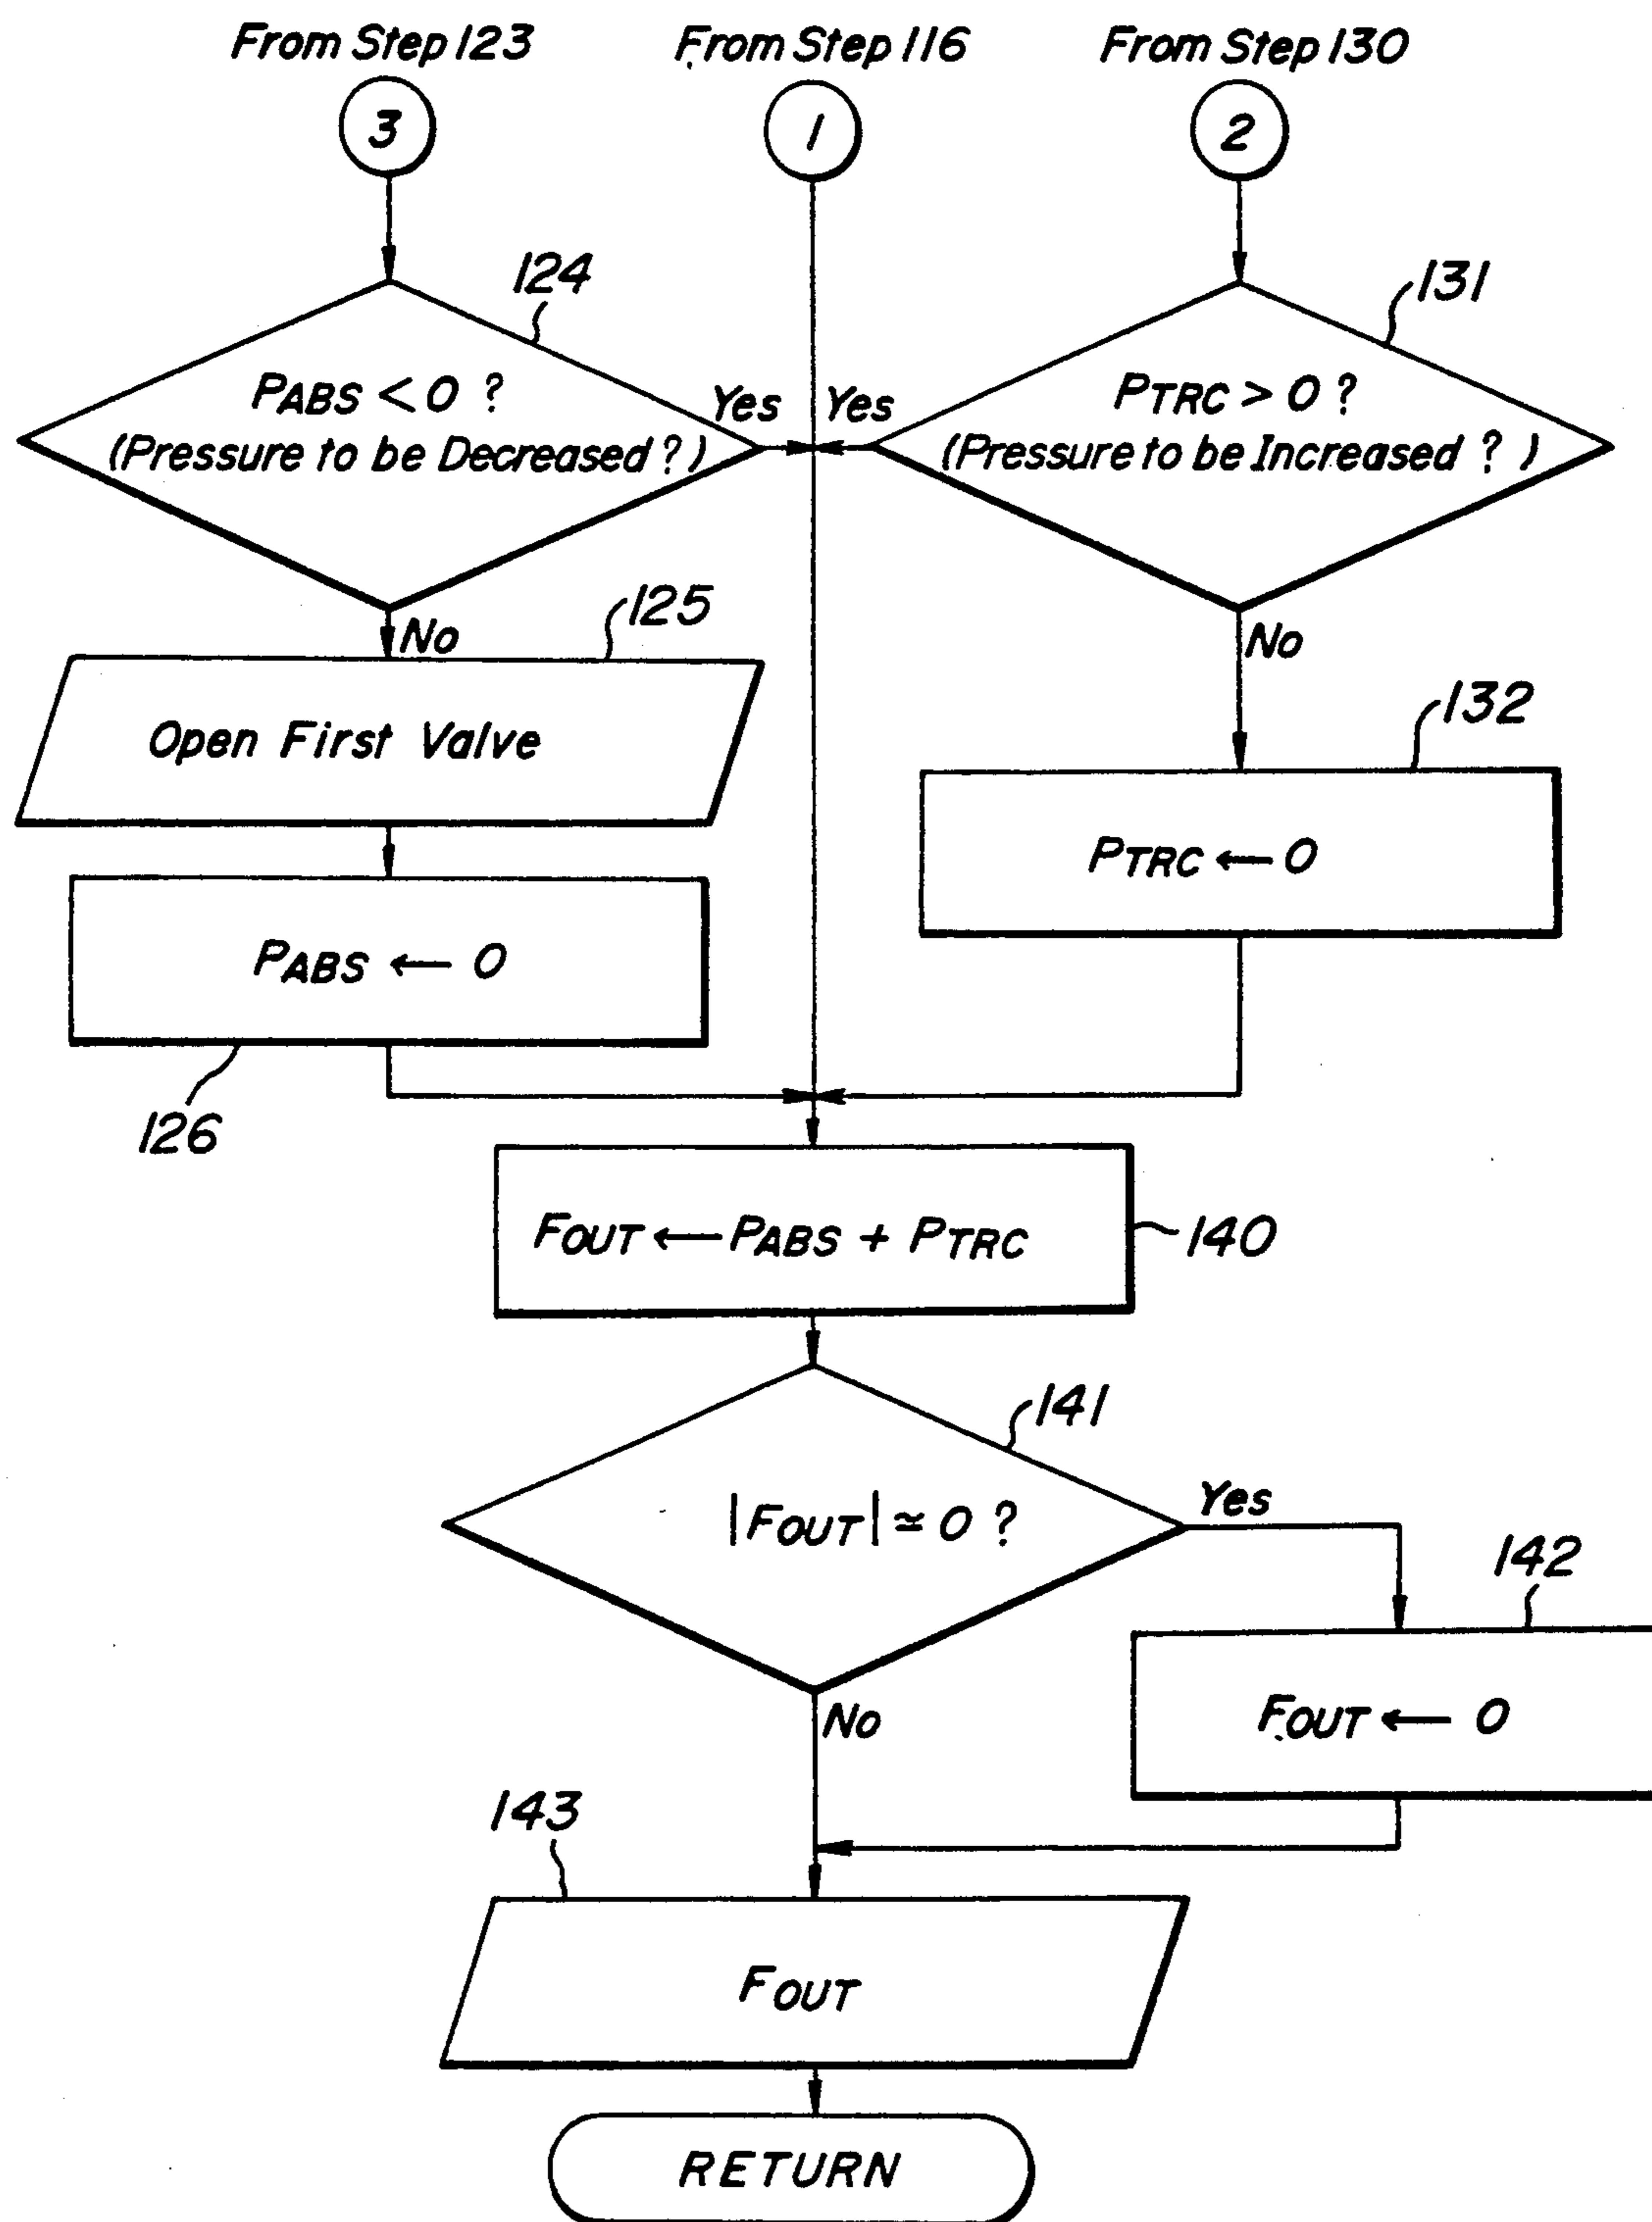 From Step 123
From Step 116
From Step 130
3
1
2
124
131
PABS < 0 ?
(Pressure to be Decreased ?)
Yes
Yes
PTRC > 0 ?
(Pressure to be Increased ? )
No
125
No
Open First Valve
132
PTRC ← 0
PABS ← 0
126
FOUT ← PABS + PTRC
140
141
|FOUT| ≃ 0 ?
Yes
142
No
FOUT ← 0
143
FOUT
RETURN